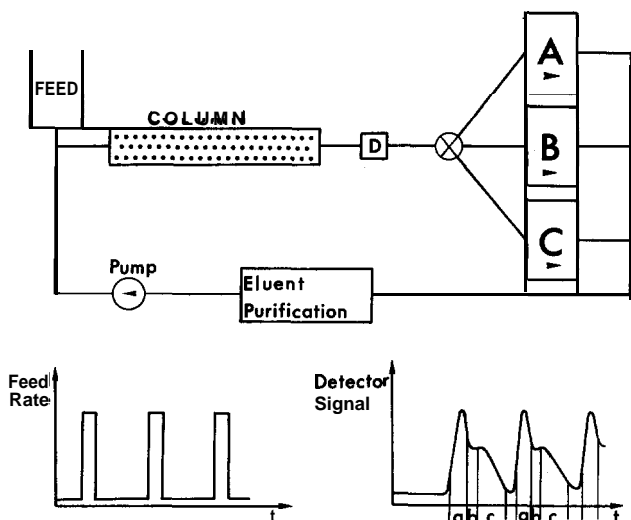 FEED
COLUMN
D
A
B
C
Pump
Eluent
Purification
Feed
Rate
t
Detector
Signal
a b c a b c t